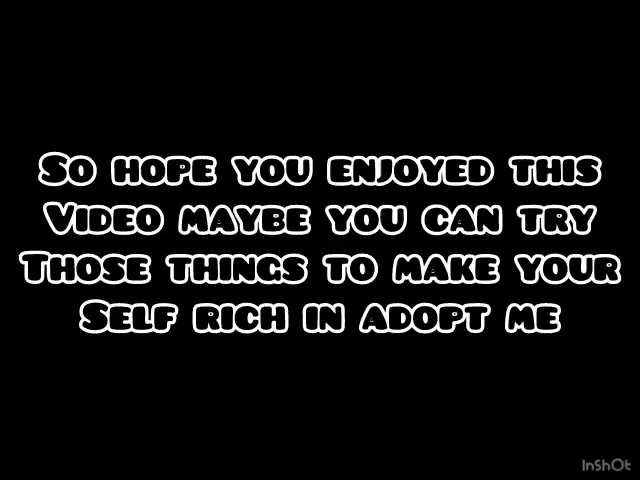 So hope you enjoyed this
Video maybe you can try
Those things to make your
Self rich in adopt me
InShOt